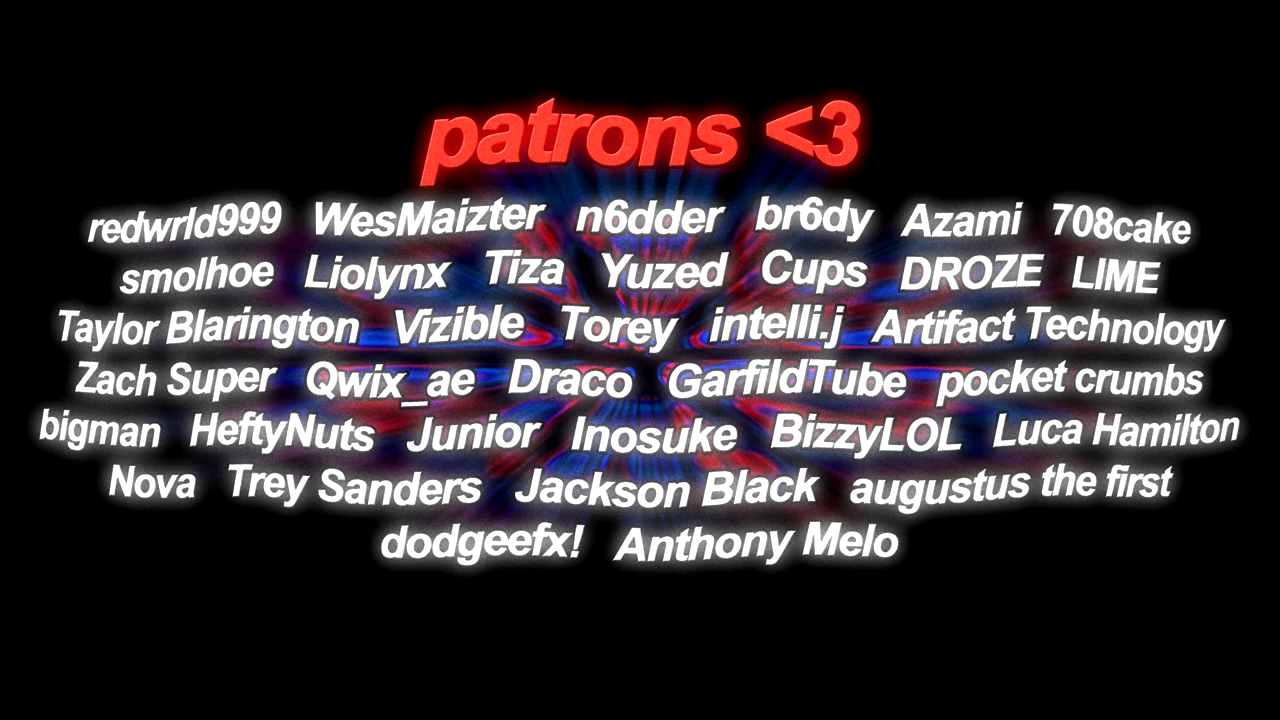 patrons <3
redwrld999 WesMaizter n6dder br6dy Azami 708cake
smolhoe Liolynx Tiza Yuzed Cups DROZE LIME
Taylor Blarington Vizible Torey intelli.j Artifact Technology
Zach Super Qwix_ae Draco GarfildTube pocket crumbs
bigman HeftyNuts Junior Inosuke BizzyLOL Luca Hamilton
Nova Trey Sanders Jackson Black augustus the first
dodgeefx! Anthony Melo